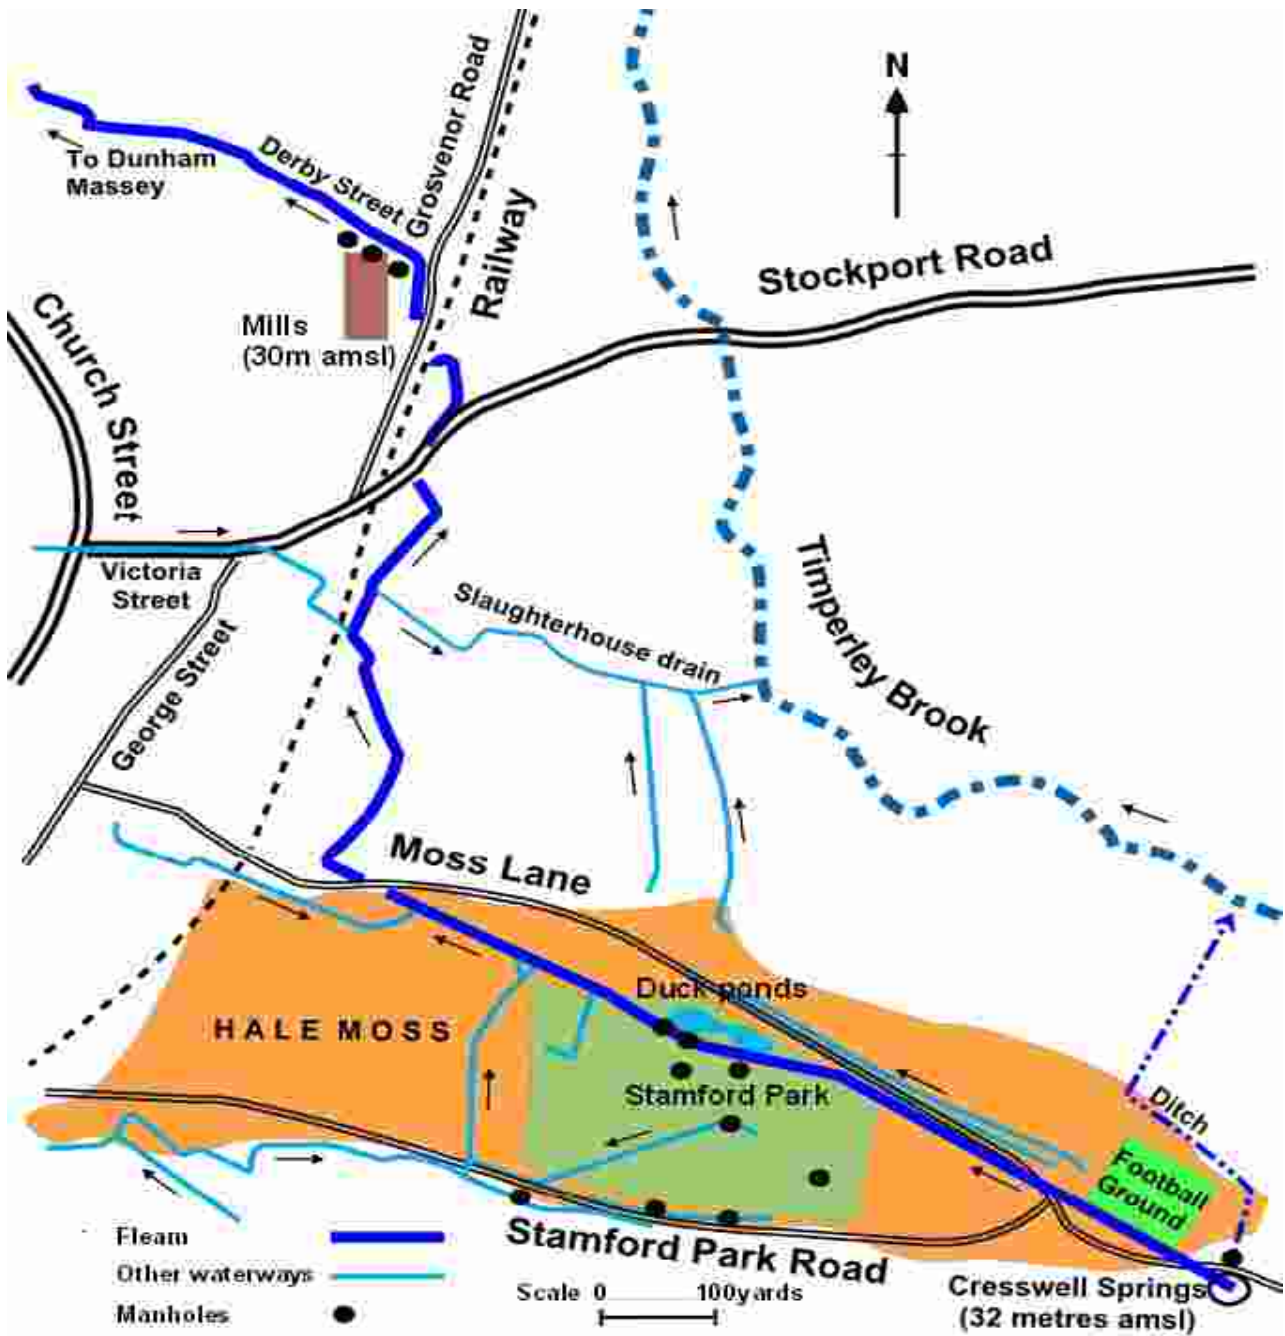 N
Grosvenor Road
Derby Street
To Dunham
Massey
Railway
Stockport Road
Church Street
Mills
(30m amsl)
Victoria
Street
George Street
Slaughterhouse drain
Timperley Brook
Moss Lane
Duck ponds
HALE MOSS
Stamford Park
Ditch
Football
Ground
Stamford Park Road
Cresswell Springs
(32 metres amsl)
Fleam
Other waterways
Manholes
Scale 0 100yards